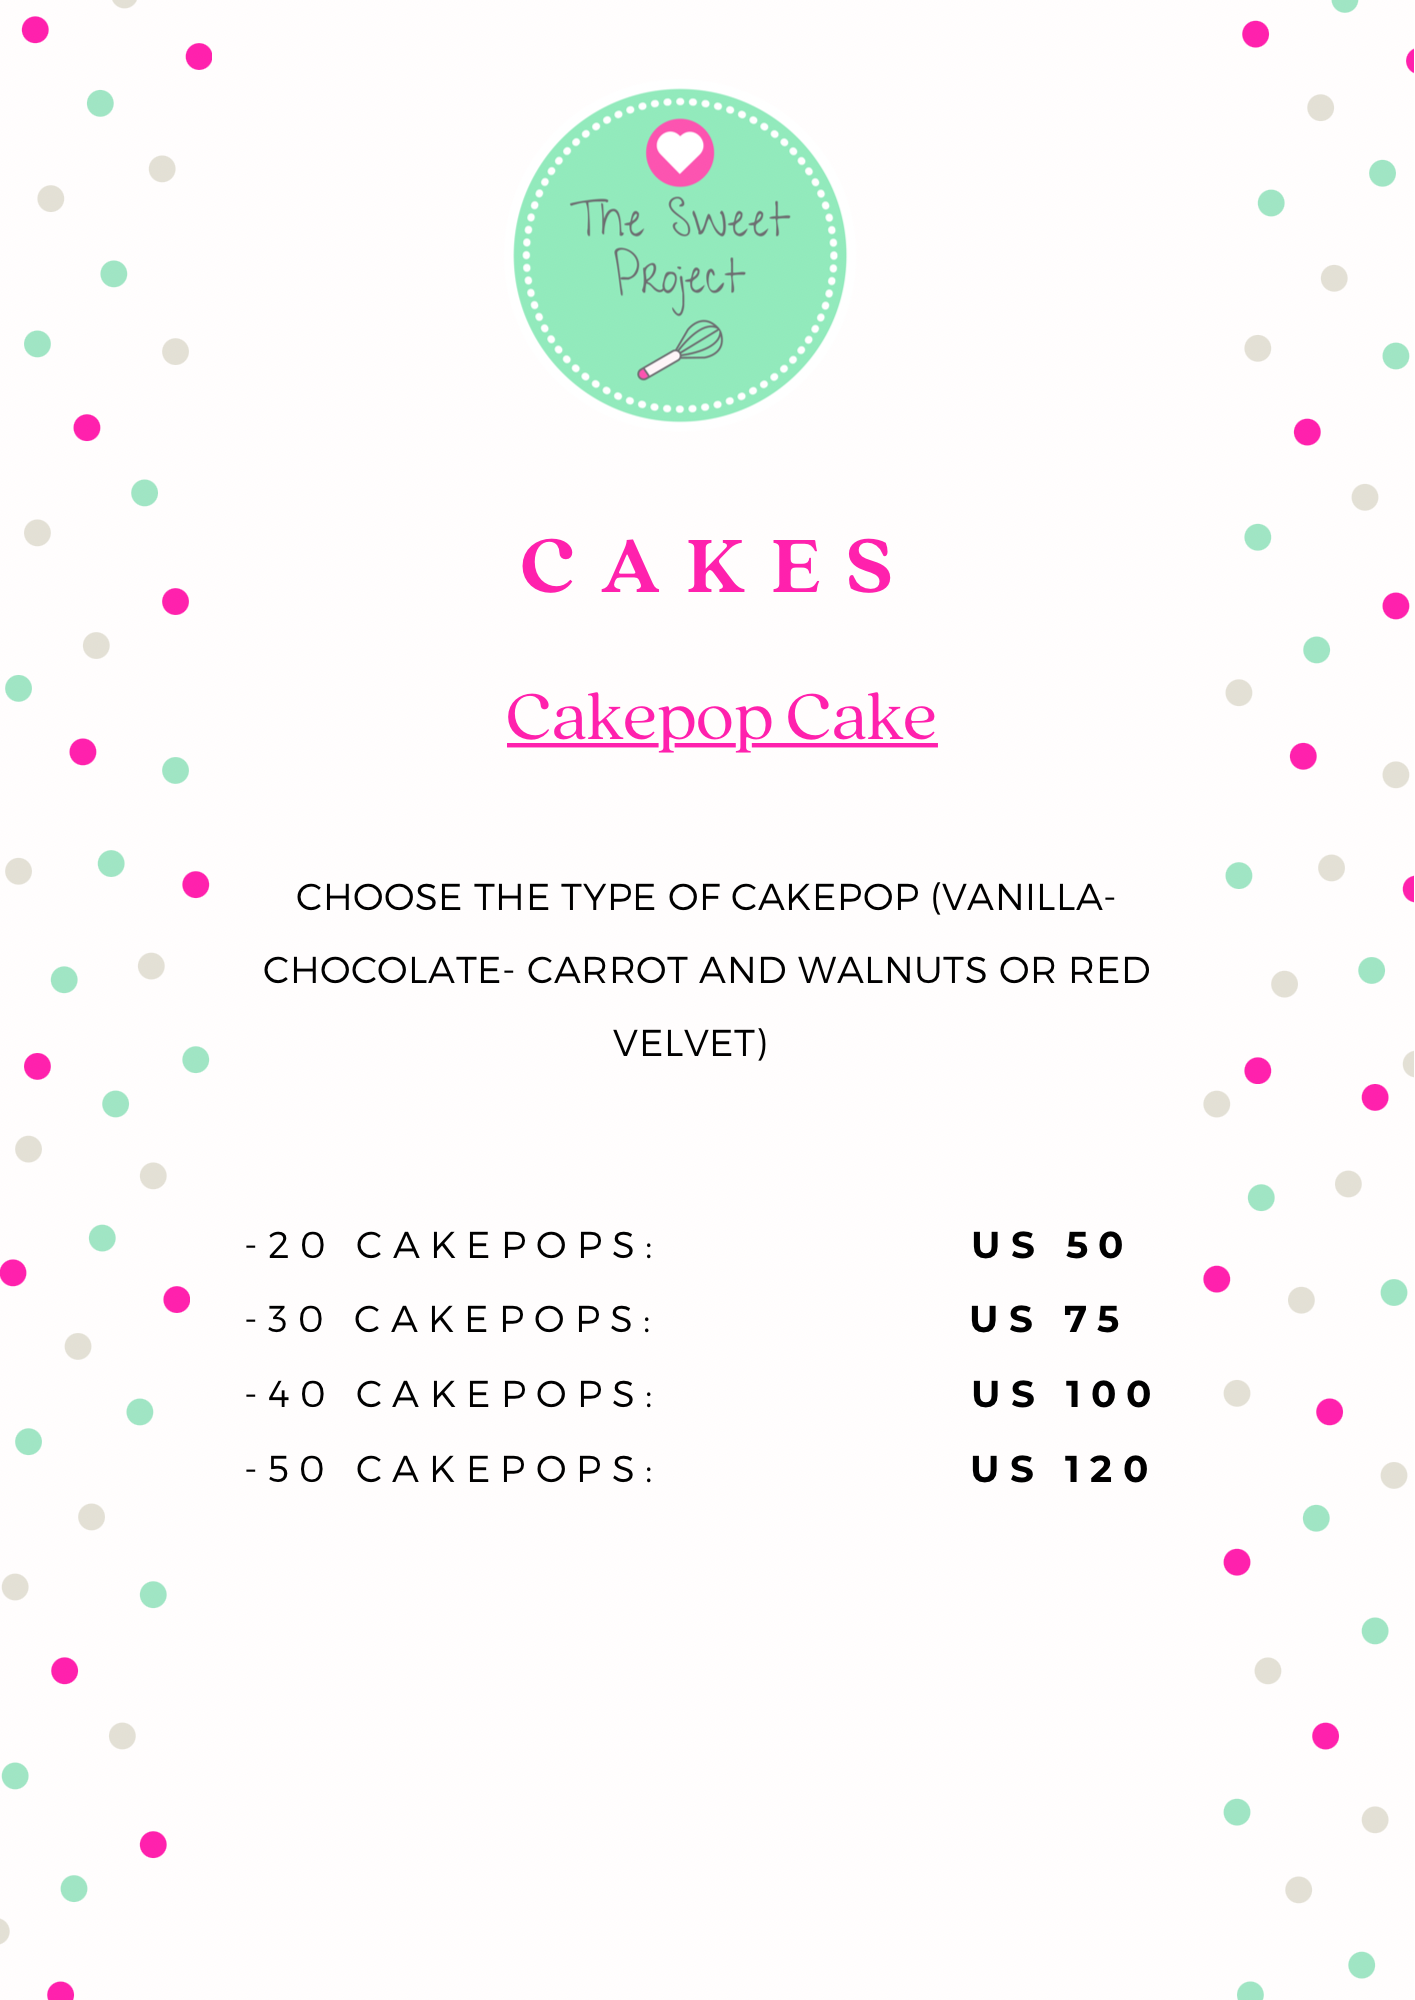 The Sweet
Project
CAKES
Cakepop Cake
CHOOSE THE TYPE OF CAKEPOP (VANILLA-
CHOCOLATE- CARROT AND WALNUTS OR RED
VELVET)
-20 CAKEPOPS: US 50
-30 CAKEPOPS: US 75
-40 CAKEPOPS: US 100
-50 CAKEPOPS: US 120